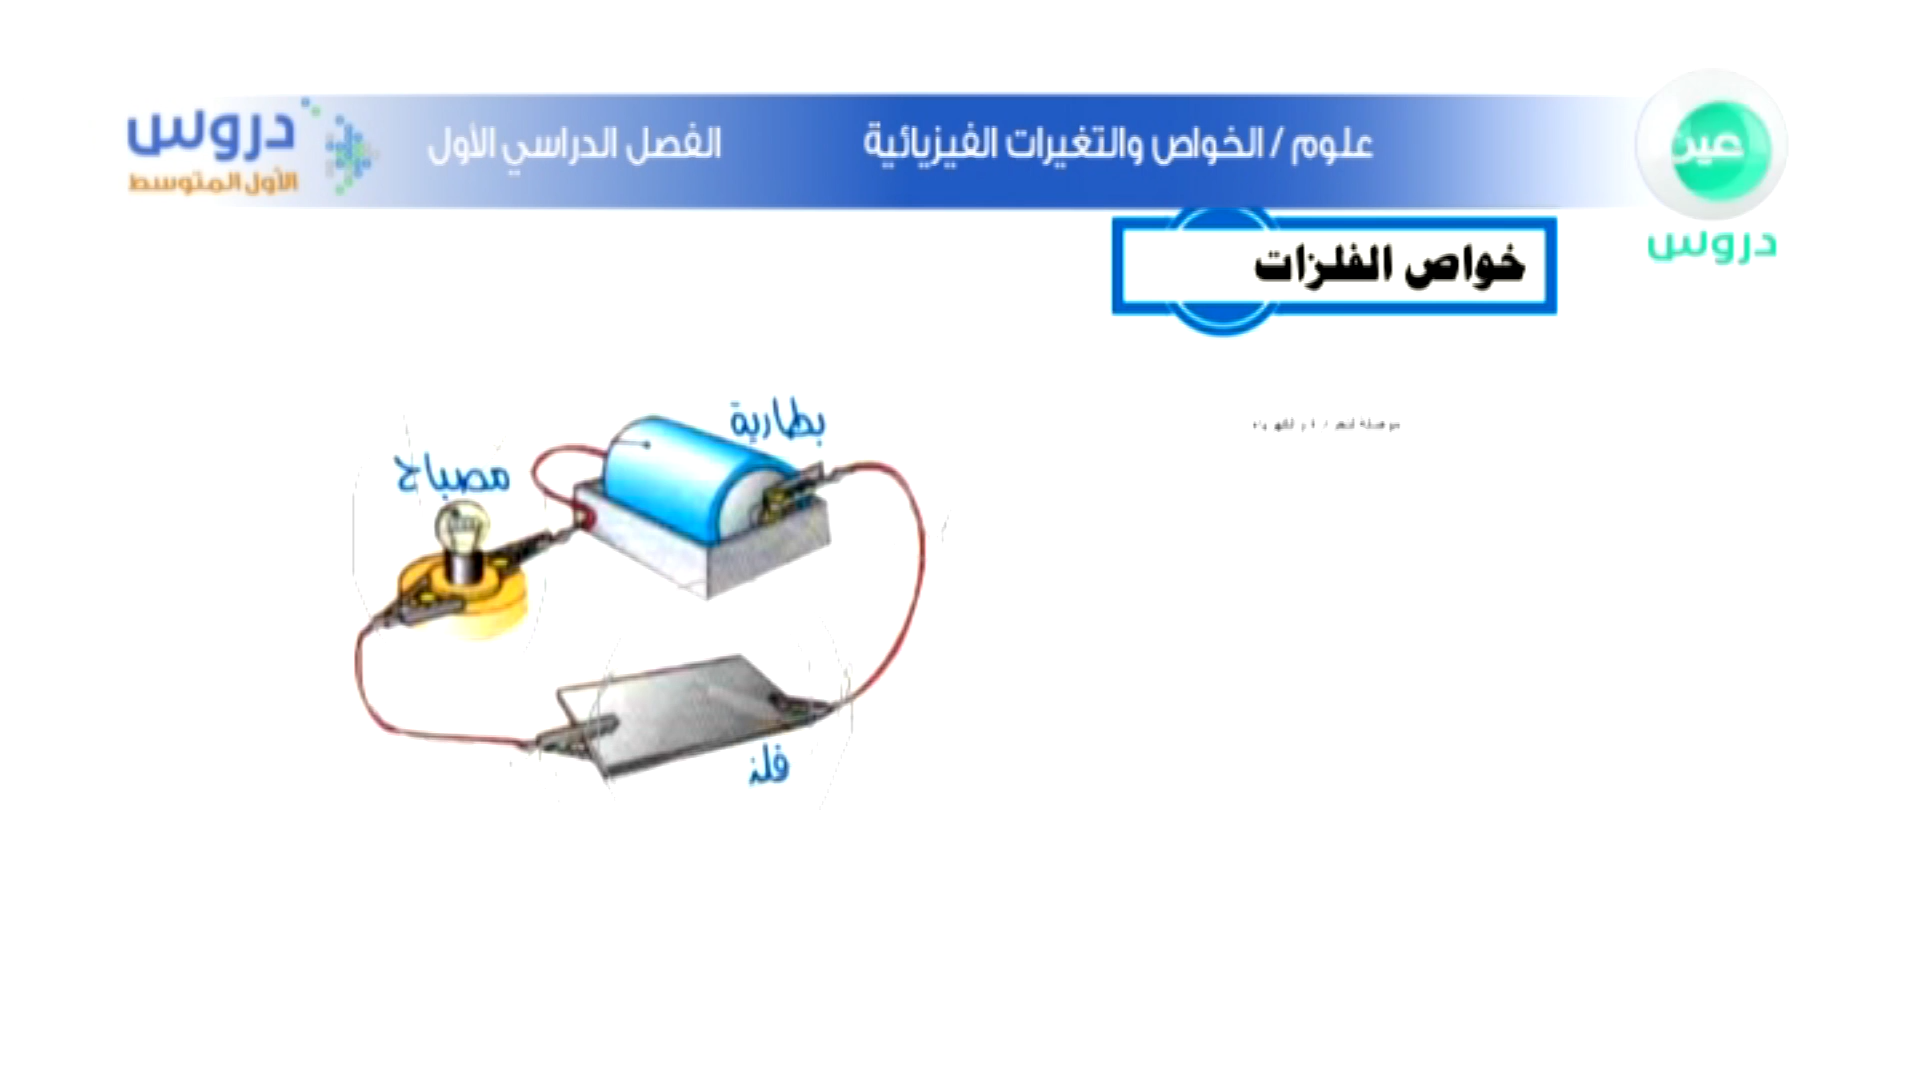 عين
دروس
علوم / الخواص والتغيرات الفيزيائية
الفصل الدراسي الأول
دروس
الأول المتوسط
خواص الفلزات
بطارية
مصباح
فلز